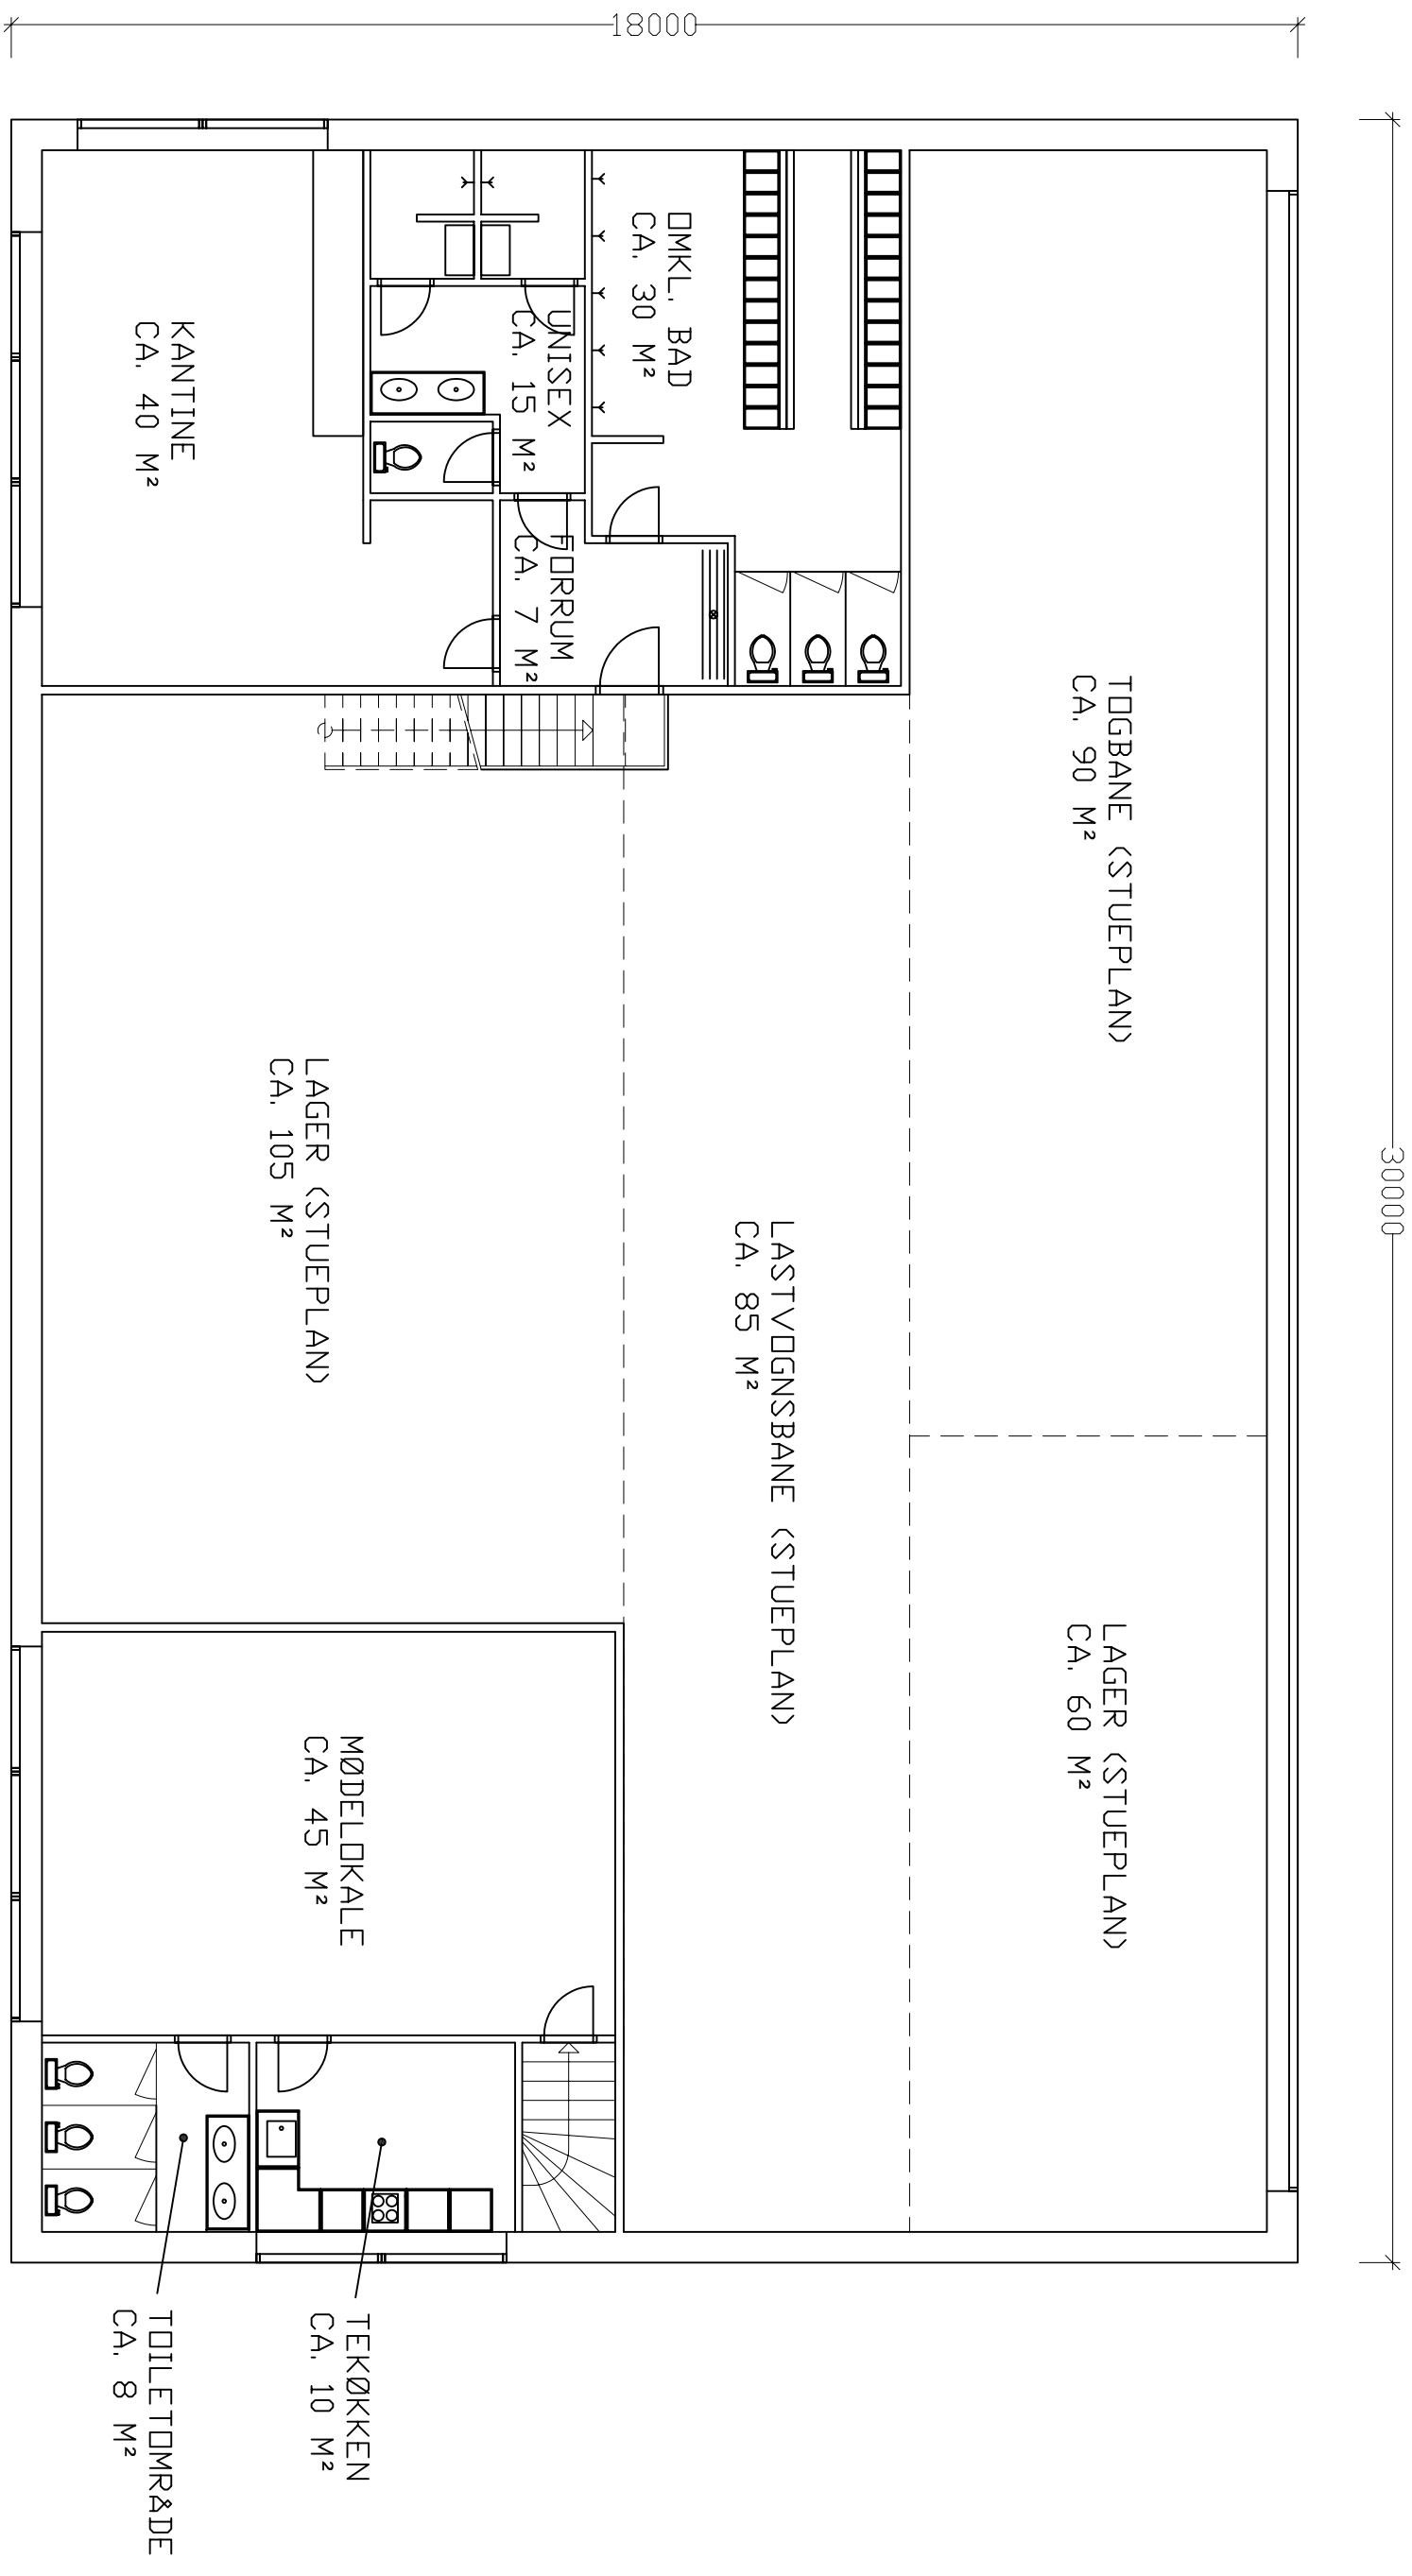 18000
30000
TOGBANE (STUEPLAN)
CA. 90 M²
LAGER (STUEPLAN)
CA. 60 M²
OMKL. BAD
CA. 30 M²
LASTVOGNSBANE (STUEPLAN)
CA. 85 M²
UNISEX
CA. 15 M²
FORRUM
CA. 7 M²
KANTINE
CA. 40 M²
LAGER (STUEPLAN)
CA. 105 M²
MØDELOKALE
CA. 45 M²
TEKØKKEN
CA. 10 M²
TOILETOMRÅDE
CA. 8 M²